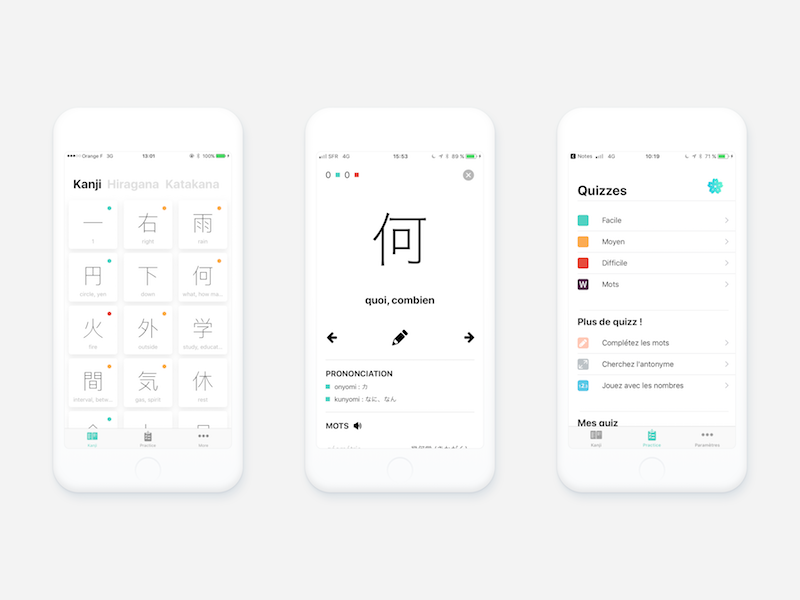 Orange F 3G 13:01 100%
Kanji Hiragana Katakana
一 右 雨
1 night rain
円 下 何
circle, yen down what, how ma...
火 外 学
fire outside study, educat...
間 気 休
interval, betw... gas, spirit rest
Kanji Practice More
SFR 4G 15:53 89 %
0 0
何
quoi, combien
PRONONCIATION
onyomi : カ
kunyomi : なに、なん
MOTS
Notes 4G 10:19 71 %
Quizzes
Facile
Moyen
Difficile
W Mots
Plus de quizz !
Complétez les mots
Cherchez l'antonyme
Jouez avec les nombres
Mes quiz
Kanji Practice Paramètres